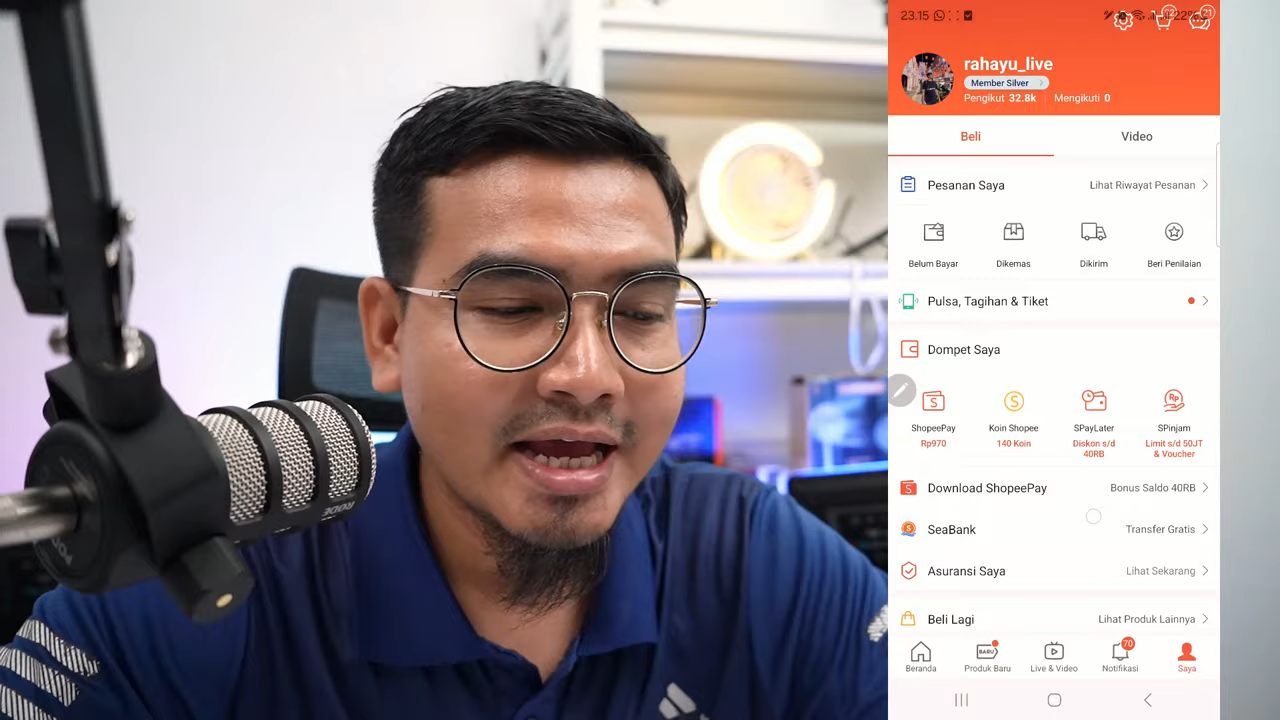 23.15
22%
21
rahayu_live
Member Silver
Pengikut 32.8k
Mengikuti 0
Beli
Video
Pesanan Saya
Lihat Riwayat Pesanan
Belum Bayar
Dikemas
Dikirim
Beri Penilaian
Pulsa, Tagihan & Tiket
Dompet Saya
ShopeePay
Koin Shopee
SPayLater
SPinjam
Rp970
140 Koin
Diskon s/d
40RB
Limit s/d 50JT
& Voucher
Download ShopeePay
Bonus Saldo 40RB
SeaBank
Transfer Gratis
Asuransi Saya
Lihat Sekarang
Beli Lagi
Lihat Produk Lainnya
BARU
70
Beranda
Produk Baru
Live & Video
Notifikasi
Saya
RODE